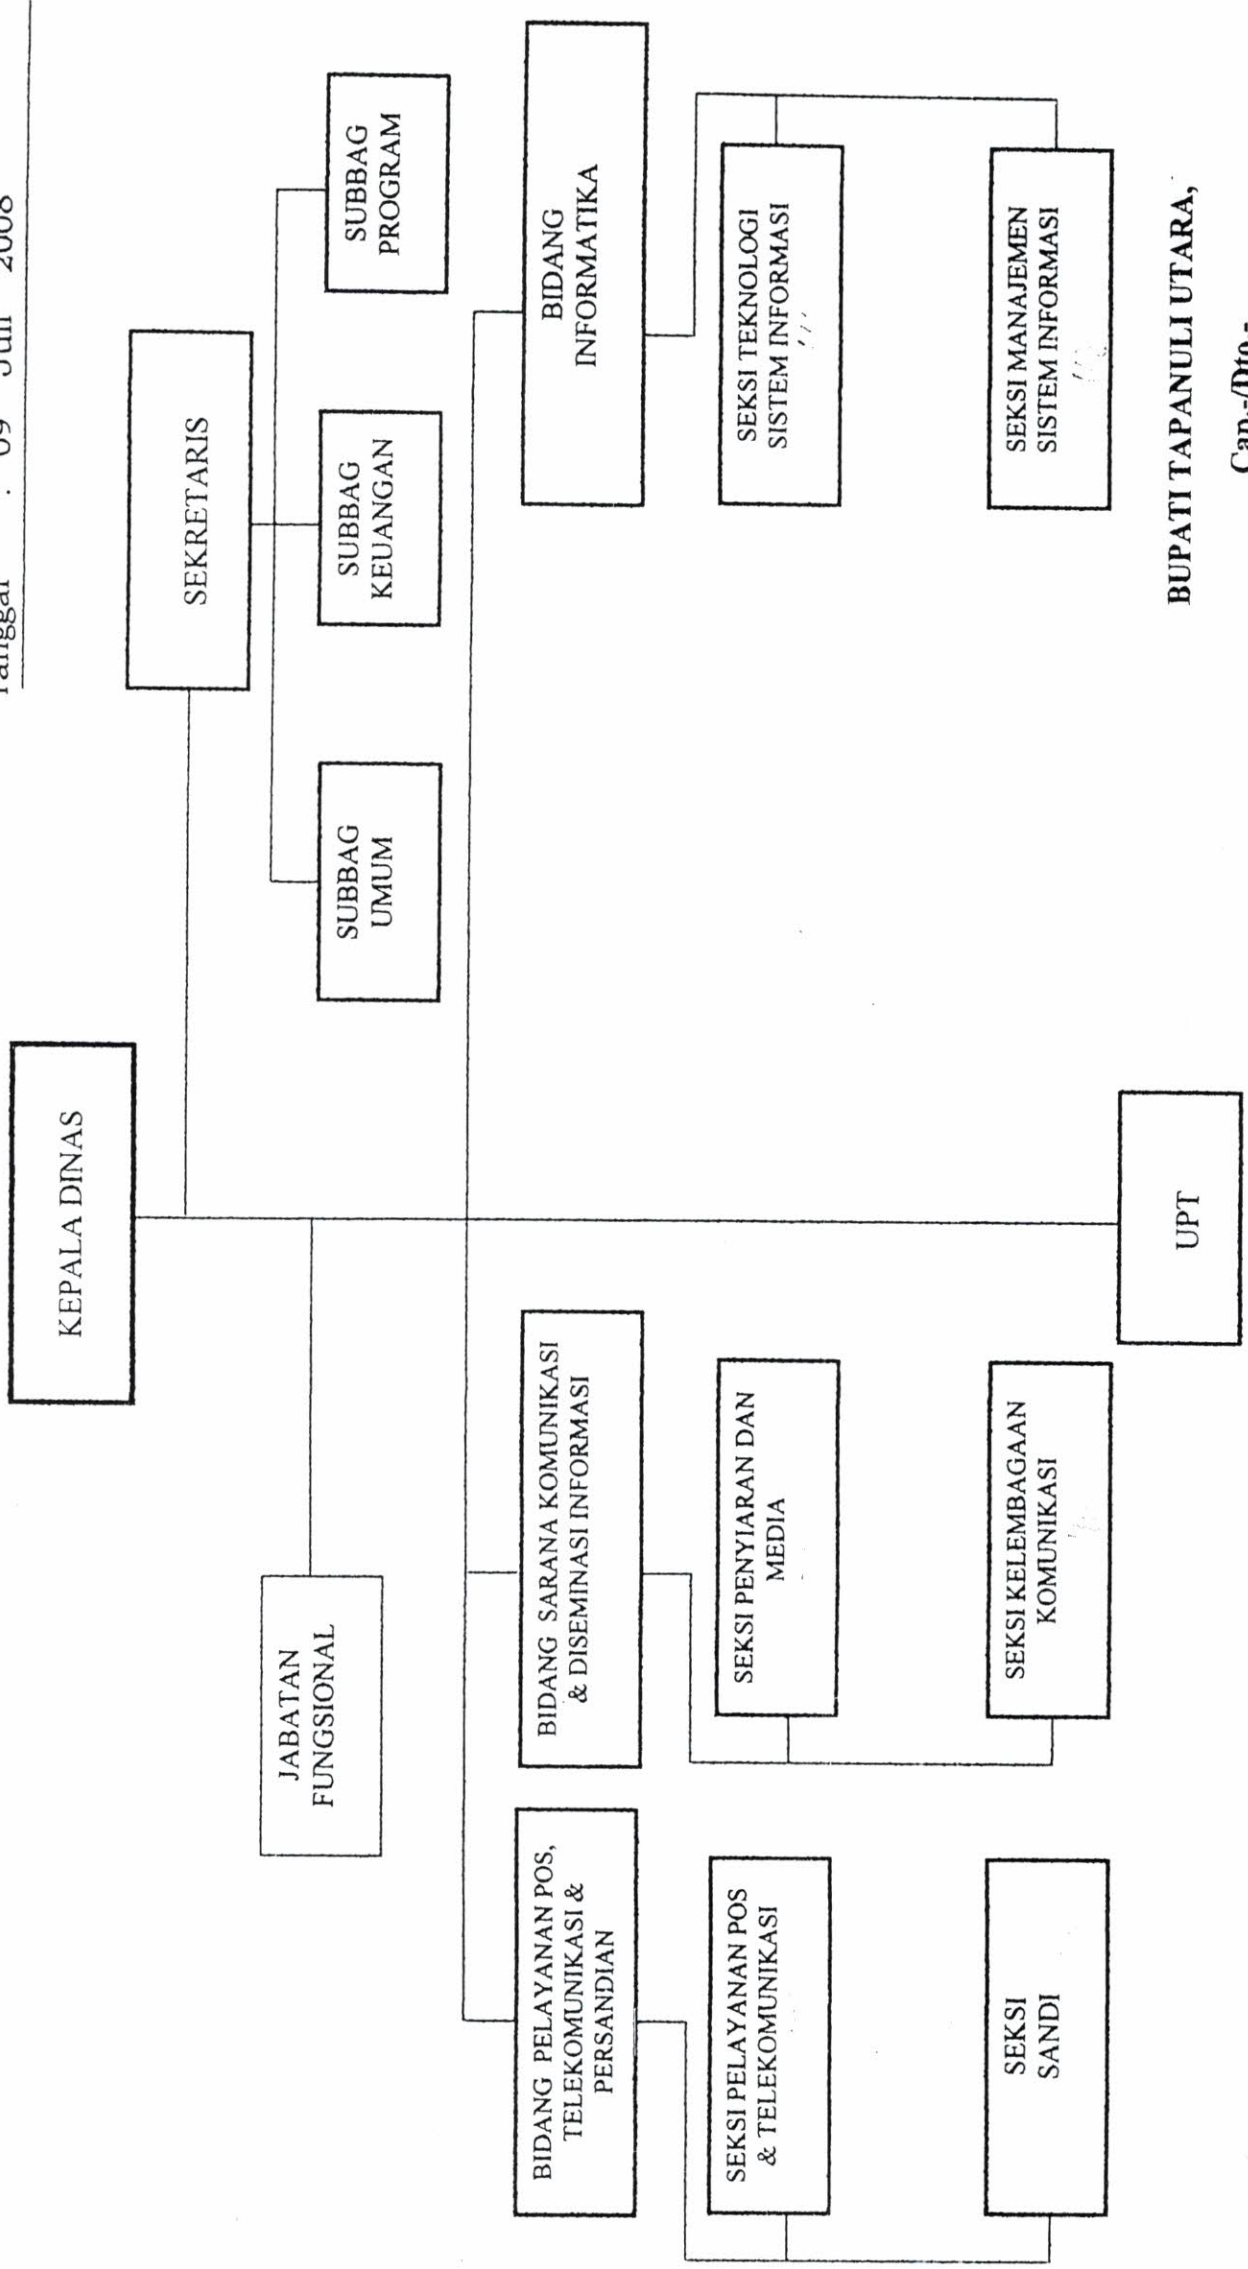 Tanggal : 09 Juli 2008
KEPALA DINAS
SEKRETARIS
JABATAN
FUNGSIONAL
SUBBAG
UMUM
SUBBAG
KEUANGAN
SUBBAG
PROGRAM
BIDANG PELAYANAN POS,
TELEKOMUNIKASI &
PERSANDIAN
BIDANG SARANA KOMUNIKASI
& DISEMINASI INFORMASI
BIDANG
INFORMATIKA
SEKSI PELAYANAN POS
& TELEKOMUNIKASI
SEKSI PENYIARAN DAN
MEDIA
SEKSI TEKNOLOGI
SISTEM INFORMASI
SEKSI
SANDI
SEKSI KELEMBAGAAN
KOMUNIKASI
SEKSI MANAJEMEN
SISTEM INFORMASI
UPT
BUPATI TAPANULI UTARA,
Cap.-/Dto.-